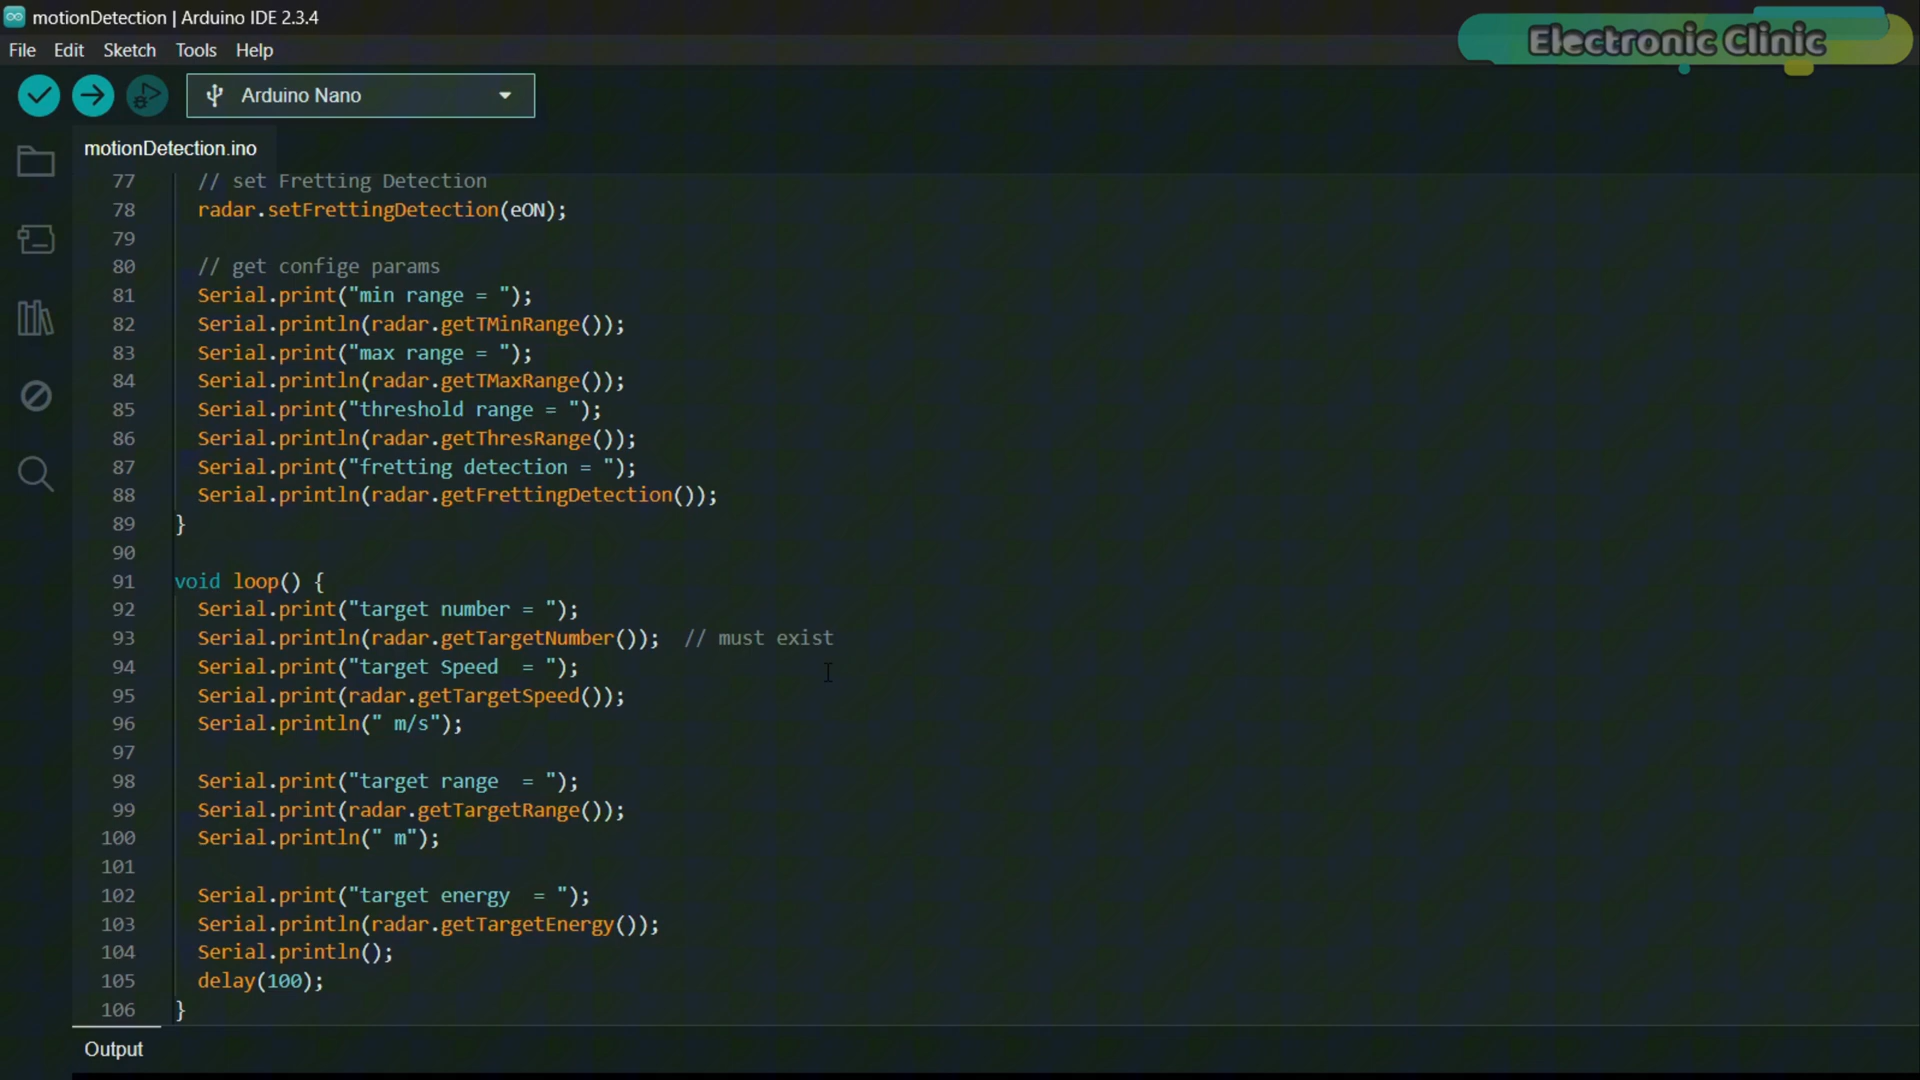 motionDetection | Arduino IDE 2.3.4
Electronic Clinic
File Edit Sketch Tools Help
Arduino Nano
motionDetection.ino
77 // set Fretting Detection
78 radar.setFrettingDetection(eON);
79
80 // get confige params
81 Serial.print("min range = ");
82 Serial.println(radar.getTMinRange());
83 Serial.print("max range = ");
84 Serial.println(radar.getTMaxRange());
85 Serial.print("threshold range = ");
86 Serial.println(radar.getThresRange());
87 Serial.print("fretting detection = ");
88 Serial.println(radar.getFrettingDetection());
89 }
90
91 void loop() {
92 Serial.print("target number = ");
93 Serial.println(radar.getTargetNumber());  // must exist
94 Serial.print("target Speed  = ");
95 Serial.print(radar.getTargetSpeed());
96 Serial.println(" m/s");
97
98 Serial.print("target range  = ");
99 Serial.print(radar.getTargetRange());
100 Serial.println(" m");
101
102 Serial.print("target energy  = ");
103 Serial.println(radar.getTargetEnergy());
104 Serial.println();
105 delay(100);
106 }
Output